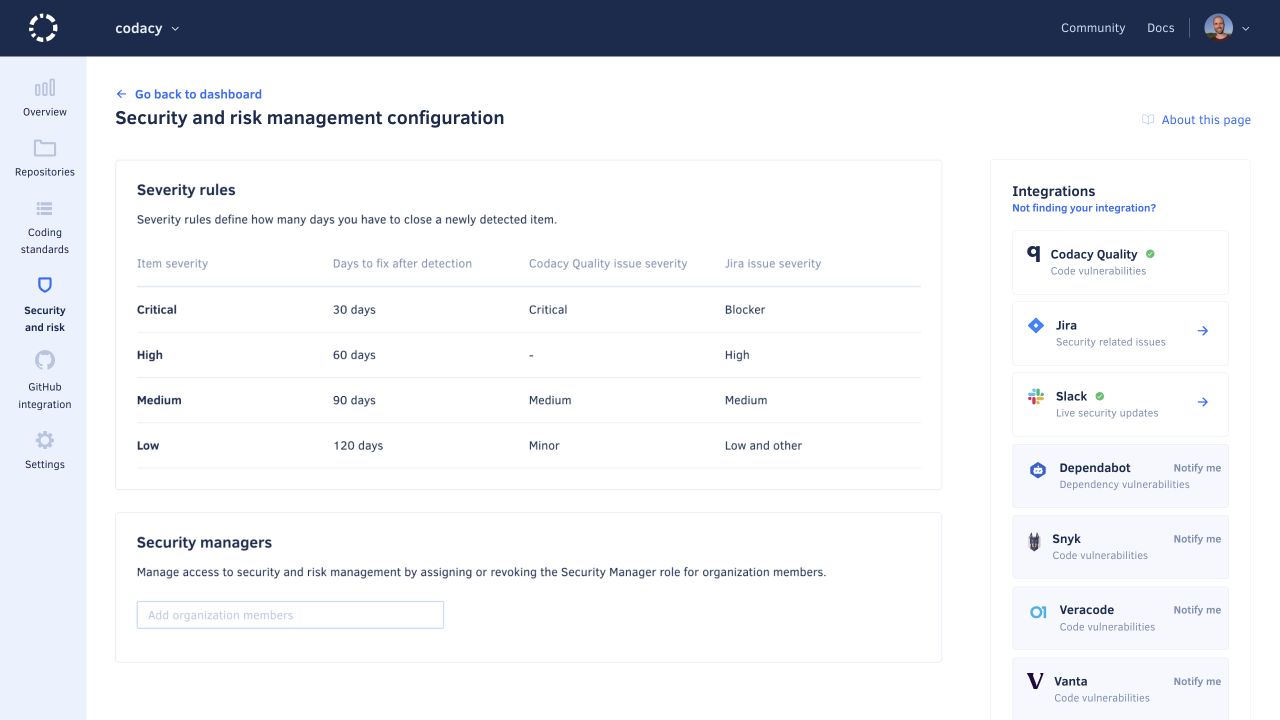 codacy
Community
Docs
Overview
Repositories
Coding
standards
Security
and risk
GitHub
integration
Settings
Go back to dashboard
Security and risk management configuration
About this page
Severity rules
Severity rules define how many days you have to close a newly detected item.
Item severity Days to fix after detection Codacy Quality issue severity Jira issue severity
Critical 30 days Critical Blocker
High 60 days - High
Medium 90 days Medium Medium
Low 120 days Minor Low and other
Security managers
Manage access to security and risk management by assigning or revoking the Security Manager role for organization members.
Add organization members
Integrations
Not finding your integration?
Codacy Quality
Code vulnerabilities
Jira
Security related issues
Slack
Live security updates
Dependabot Notify me
Dependency vulnerabilities
Snyk Notify me
Code vulnerabilities
Veracode Notify me
Code vulnerabilities
Vanta Notify me
Code vulnerabilities